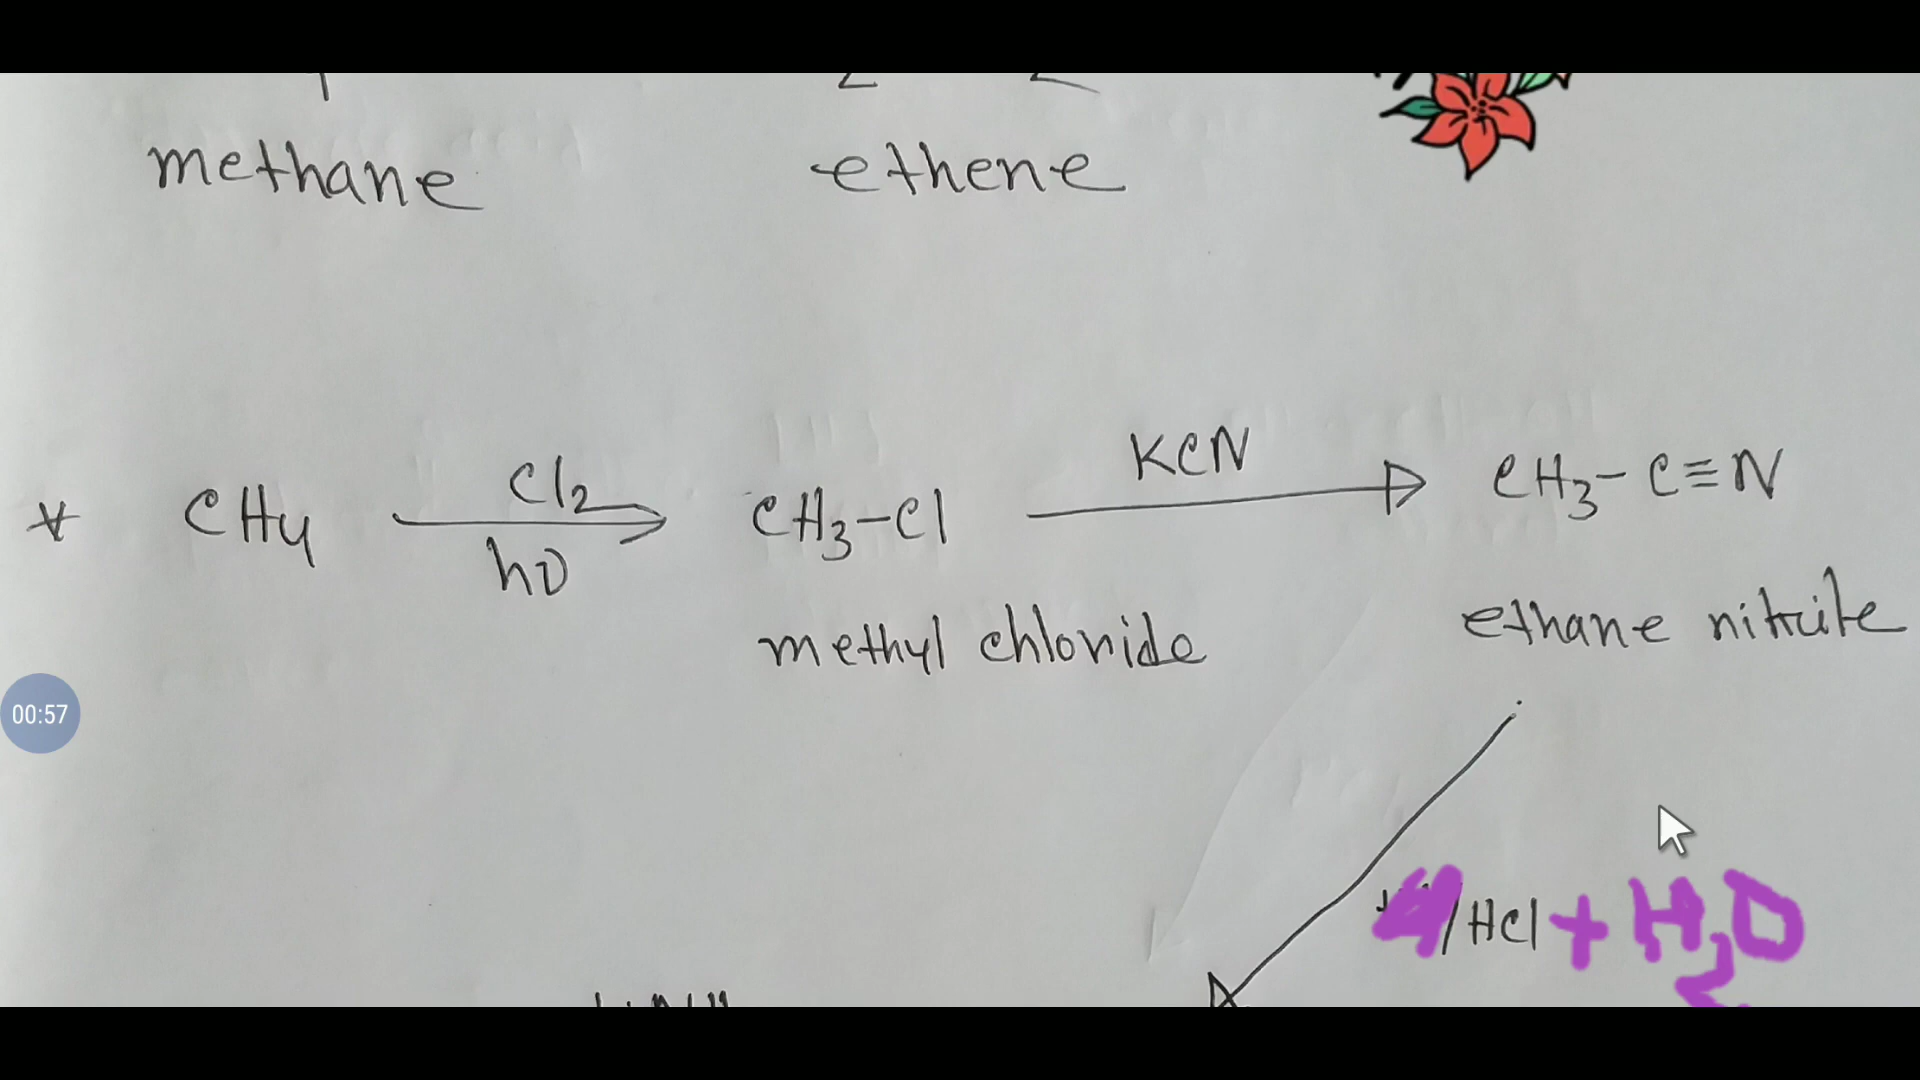 methane ethene
* CH4 Cl2 hν CH3-Cl KCN CH3-C≡N
methyl chloride ethane nitrile
00:57
/HCl + H2O